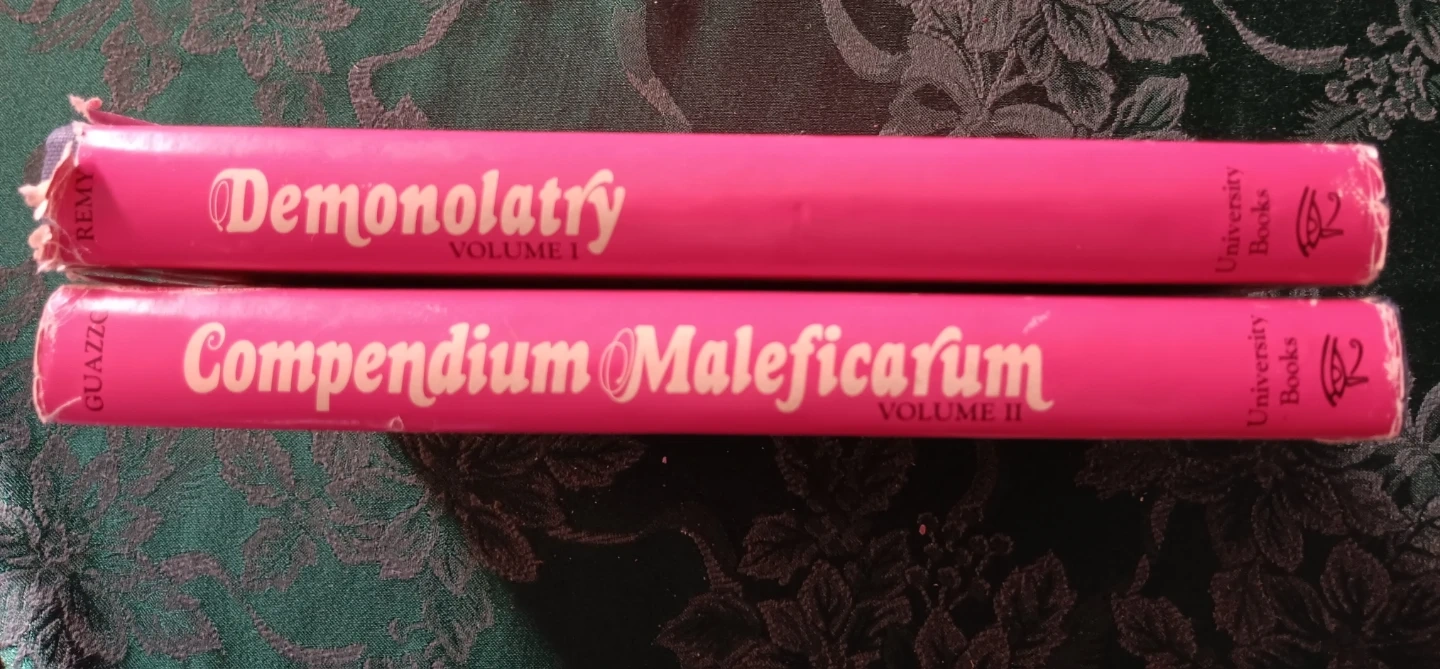 REMY
Demonolatry
VOLUME I
University
Books
GUAZZO
Compendium Maleficarum
VOLUME II
University
Books